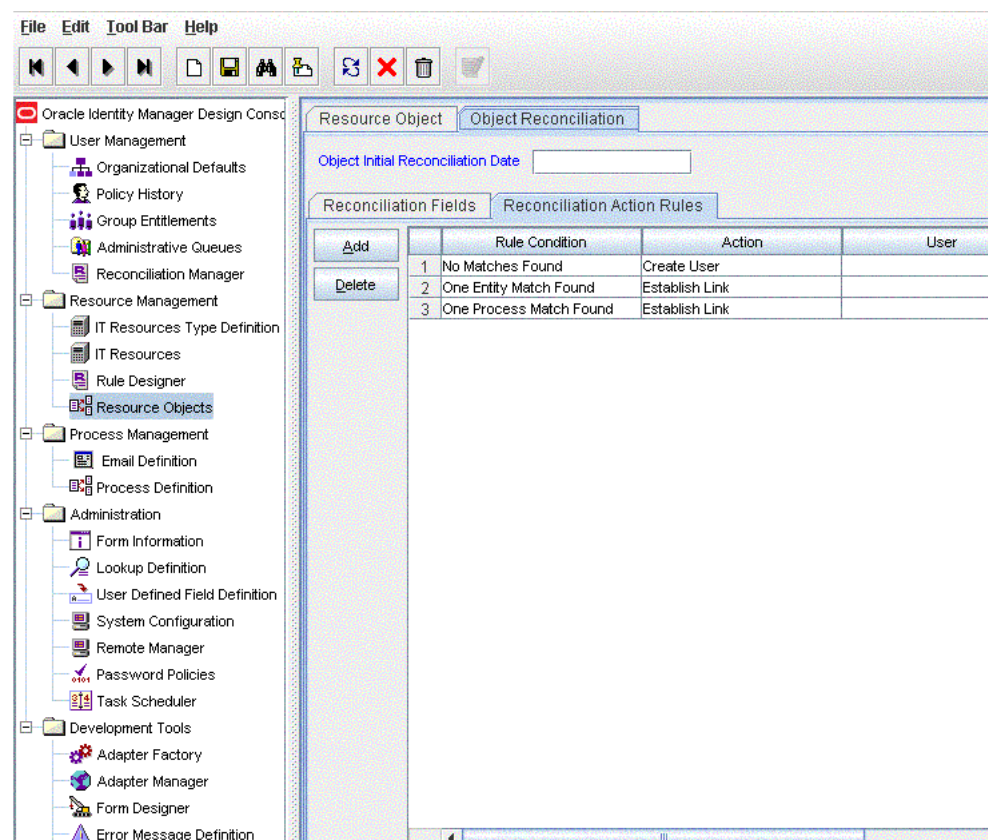 File Edit Tool Bar Help
Oracle Identity Manager Design Consc
User Management
Organizational Defaults
Policy History
Group Entitlements
Administrative Queues
Reconciliation Manager
Resource Management
IT Resources Type Definition
IT Resources
Rule Designer
Resource Objects
Process Management
Email Definition
Process Definition
Administration
Form Information
Lookup Definition
User Defined Field Definition
System Configuration
Remote Manager
Password Policies
Task Scheduler
Development Tools
Adapter Factory
Adapter Manager
Form Designer
Error Message Definition
Resource Object Object Reconciliation
Object Initial Reconciliation Date
Reconciliation Fields Reconciliation Action Rules
Add
Delete
Rule Condition Action User
1 No Matches Found Create User
2 One Entity Match Found Establish Link
3 One Process Match Found Establish Link